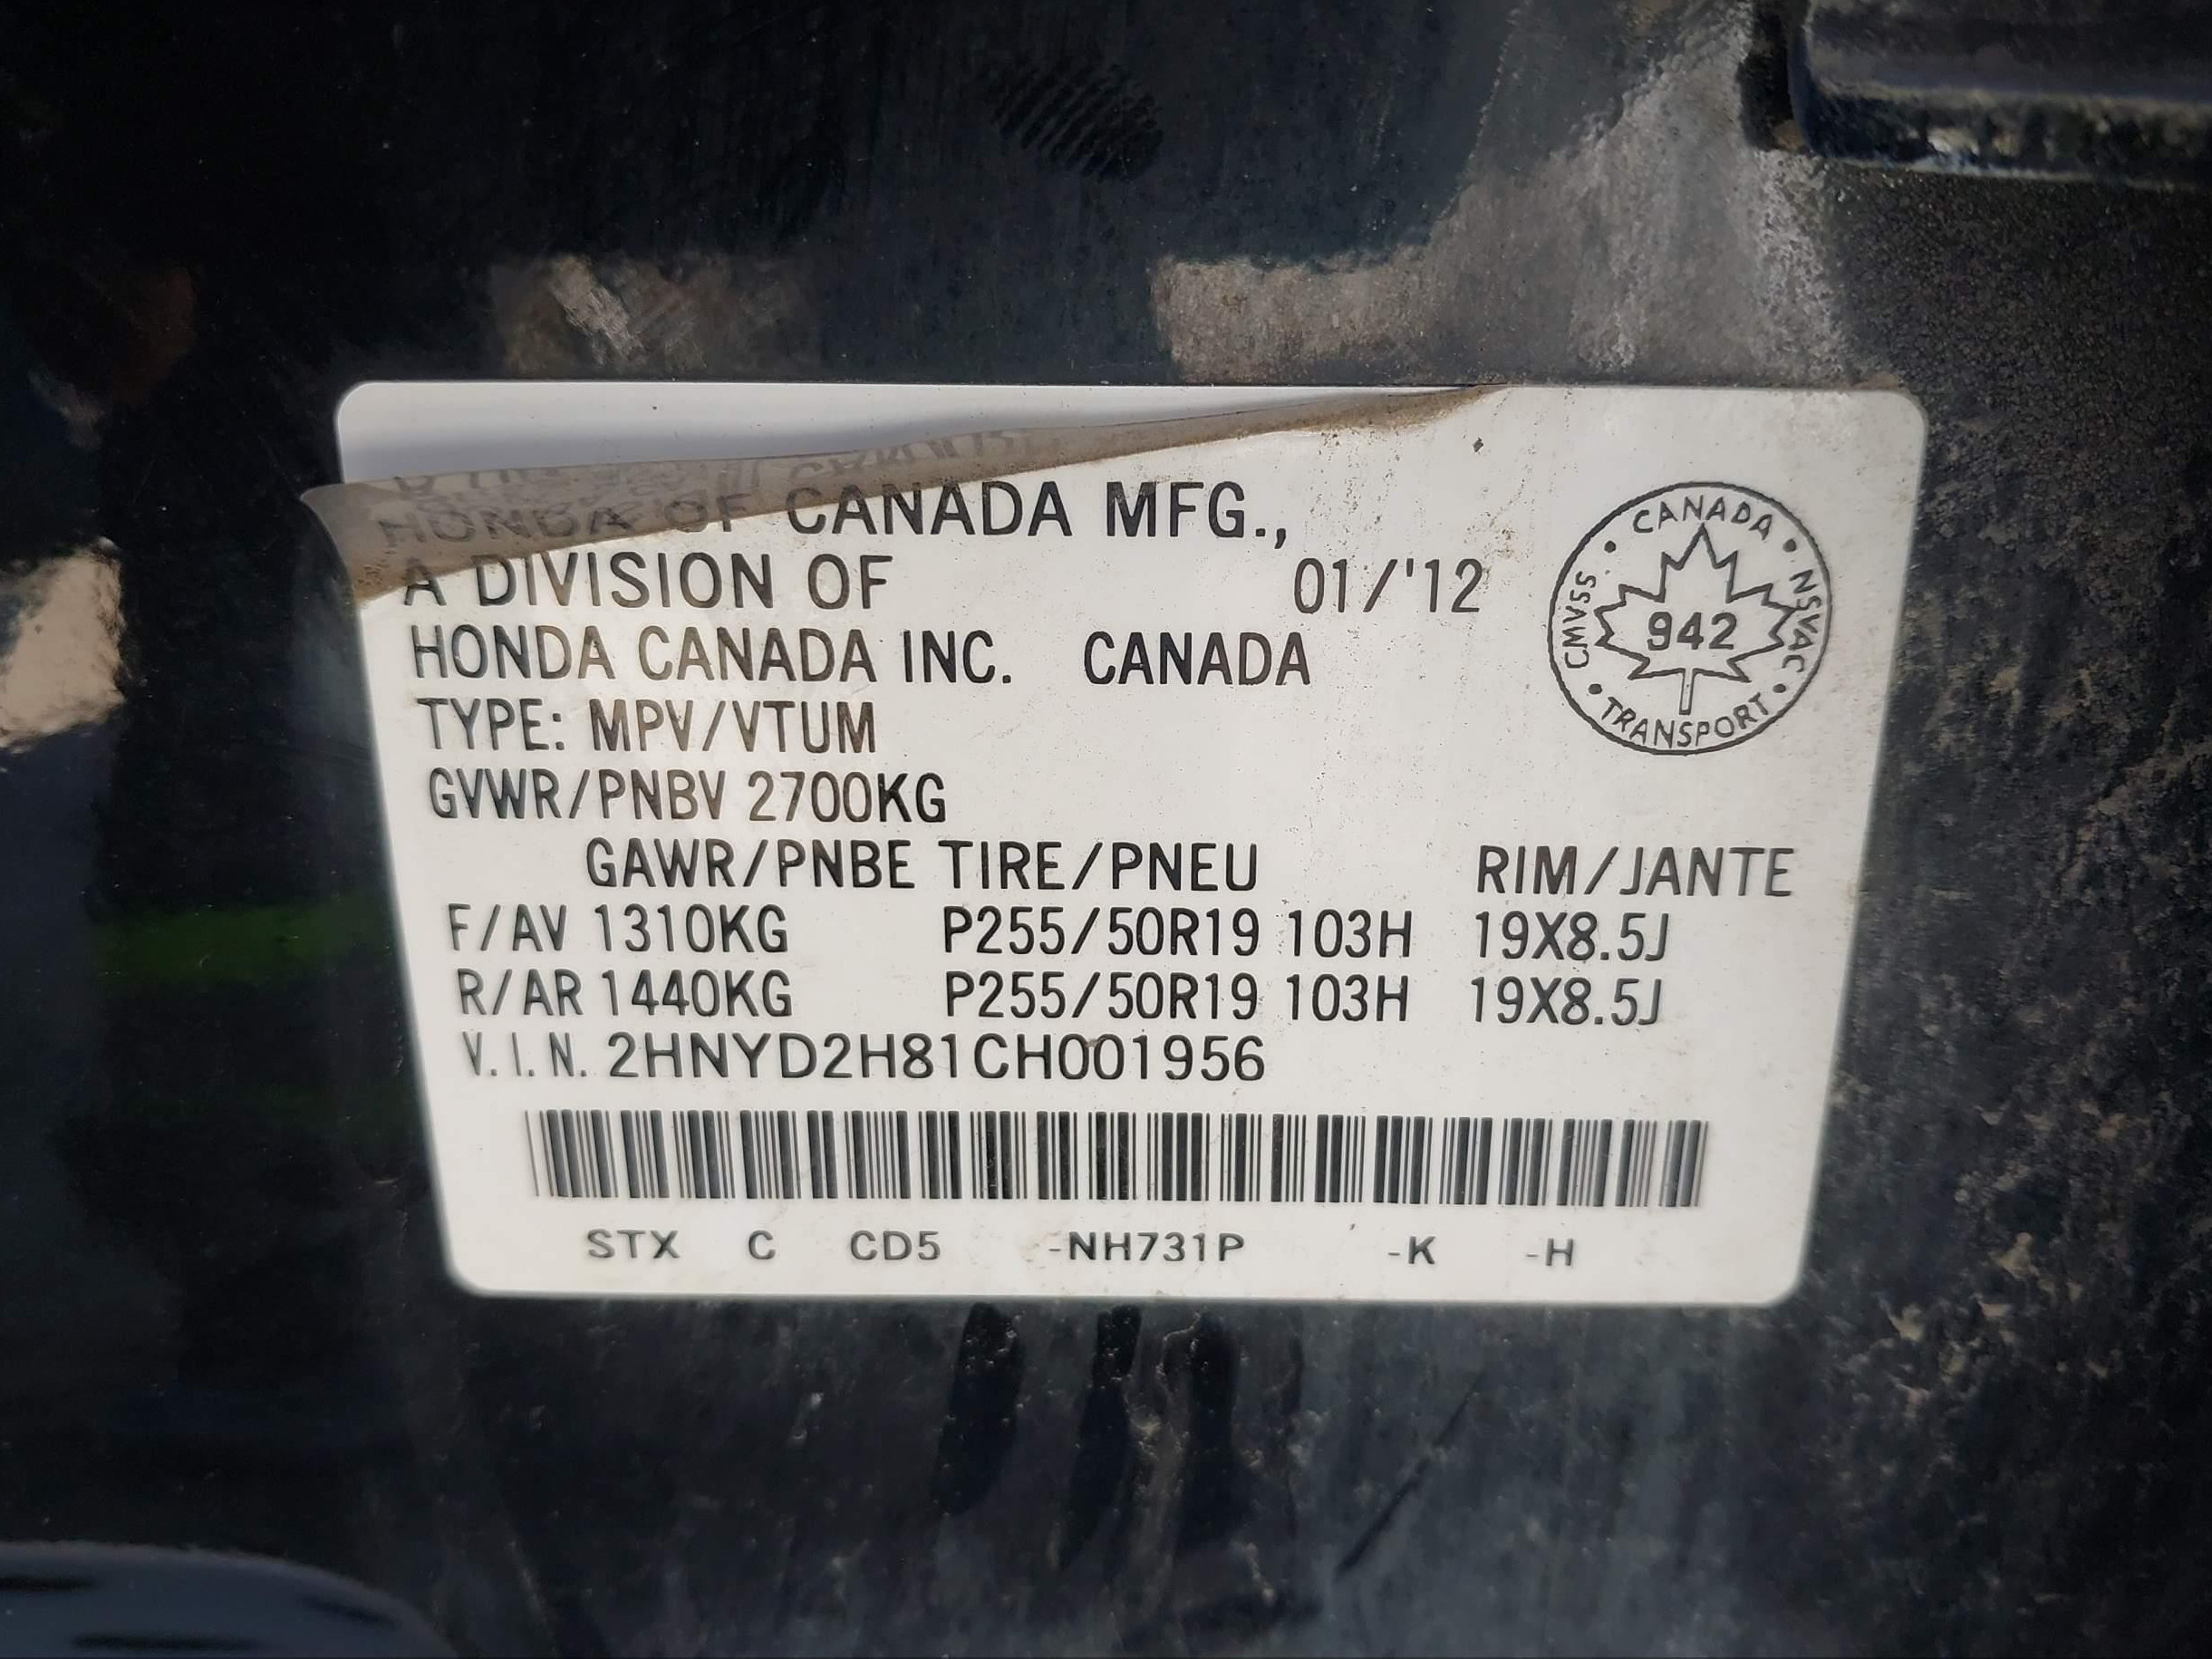 HONDA OF CANADA MFG.,
A DIVISION OF 01/'12
HONDA CANADA INC. CANADA
TYPE: MPV/VTUM
GVWR/PNBV 2700KG
GAWR/PNBE TIRE/PNEU RIM/JANTE
F/AV 1310KG P255/50R19 103H 19X8.5J
R/AR 1440KG P255/50R19 103H 19X8.5J
V.I.N. 2HNYD2H81CH001956
STX C CD5 -NH731P -K -H
CANADA
NSVAC
TRANSPORT
CMVSS
942